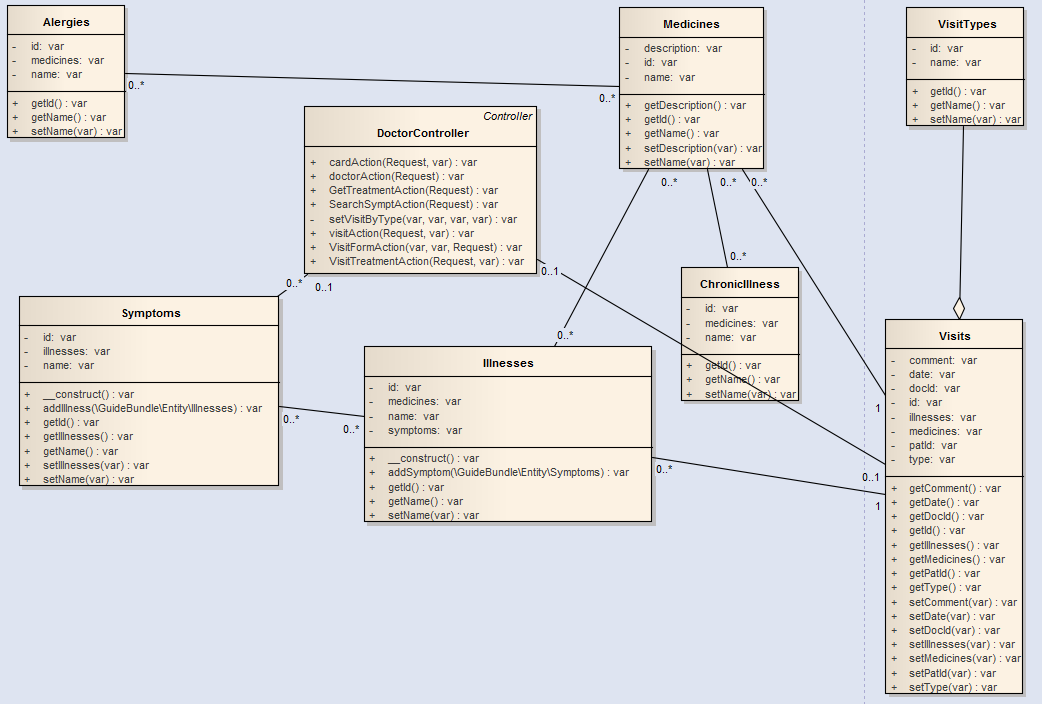 Alergies
- id: var
- medicines: var
- name: var
+ getId() : var
+ getName() : var
+ setName(var) : var
0..*
0..*
Medicines
- description: var
- id: var
- name: var
+ getDescription() : var
+ getId() : var
+ getName() : var
+ setDescription(var) : var
+ setName(var) : var
0..*
0..*
0..*
VisitTypes
- id: var
- name: var
+ getId() : var
+ getName() : var
+ setName(var) : var
Controller
DoctorController
+ cardAction(Request, var) : var
+ doctorAction(Request) : var
+ GetTreatmentAction(Request) : var
+ SearchSymptAction(Request) : var
- setVisitByType(var, var, var, var) : var
+ visitAction(Request, var) : var
+ VisitFormAction(var, var, Request) : var
+ VisitTreatmentAction(Request, var) : var
0..*
0..1
0..1
0..*
ChronicIllness
- id: var
- medicines: var
- name: var
+ getId() : var
+ getName() : var
+ setName(var) : var
Symptoms
- id: var
- illnesses: var
- name: var
+ __construct() : var
+ addIllness(\GuideBundle\Entity\Illnesses) : var
+ getId() : var
+ getIllnesses() : var
+ getName() : var
+ setIllnesses(var) : var
+ setName(var) : var
0..*
0..*
0..*
Illnesses
- id: var
- medicines: var
- name: var
- symptoms: var
+ __construct() : var
+ addSymptom(\GuideBundle\Entity\Symptoms) : var
+ getId() : var
+ getName() : var
+ setName(var) : var
0..*
1
0..1
1
Visits
- comment: var
- date: var
- docId: var
- id: var
- illnesses: var
- medicines: var
- patId: var
- type: var
+ getComment() : var
+ getDate() : var
+ getDocId() : var
+ getId() : var
+ getIllnesses() : var
+ getMedicines() : var
+ getPatId() : var
+ getType() : var
+ setComment(var) : var
+ setDate(var) : var
+ setDocId(var) : var
+ setIllnesses(var) : var
+ setMedicines(var) : var
+ setPatId(var) : var
+ setType(var) : var